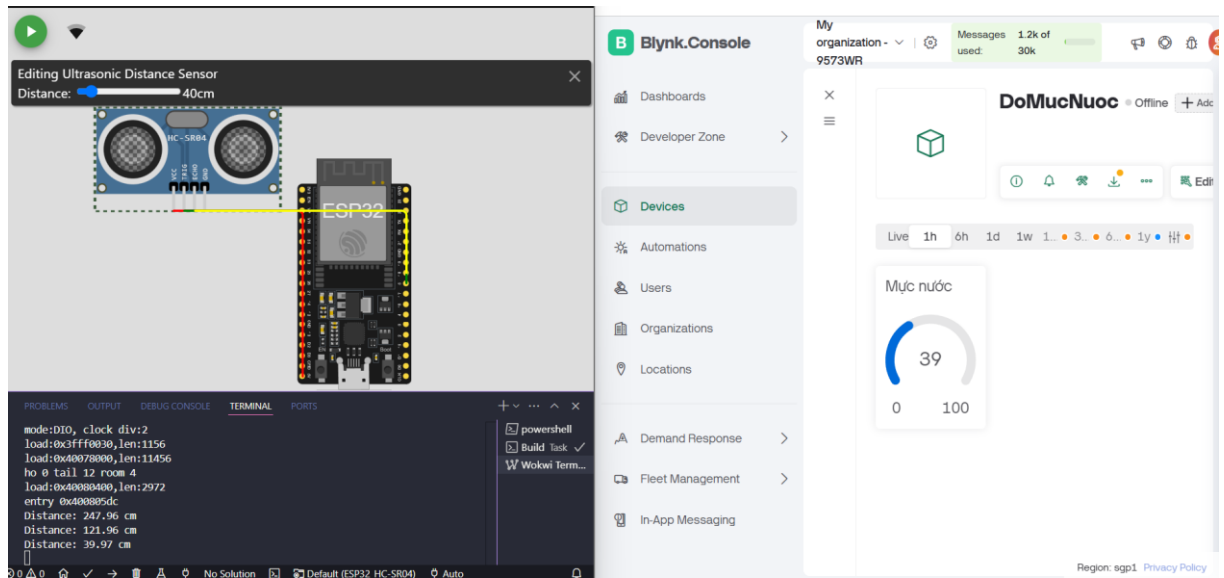 Editing Ultrasonic Distance Sensor
Distance: 40cm
HC-SR04
VCC
TRIG
ECHO
GND
ESP32
PROBLEMS OUTPUT DEBUG CONSOLE TERMINAL PORTS
mode:DIO, clock div:2
load:0x3fff0030,len:1156
load:0x40078000,len:11456
ho 0 tail 12 room 4
load:0x40080400,len:2972
entry 0x400805dc
Distance: 247.96 cm
Distance: 121.96 cm
Distance: 39.97 cm
powershell
Build Task
Wokwi Term...
0 0 No Solution Default (ESP32 HC-SR04) Auto
B Blynk.Console
Dashboards
Developer Zone
Devices
Automations
Users
Organizations
Locations
Demand Response
Fleet Management
In-App Messaging
My
organization -
9573WR
Messages used: 1.2k of 30k
DoMucNuoc Offline + Add
Edit
Live 1h 6h 1d 1w 1... 3... 6... 1y
Mực nước
39
0 100
Region: sgp1 Privacy Policy